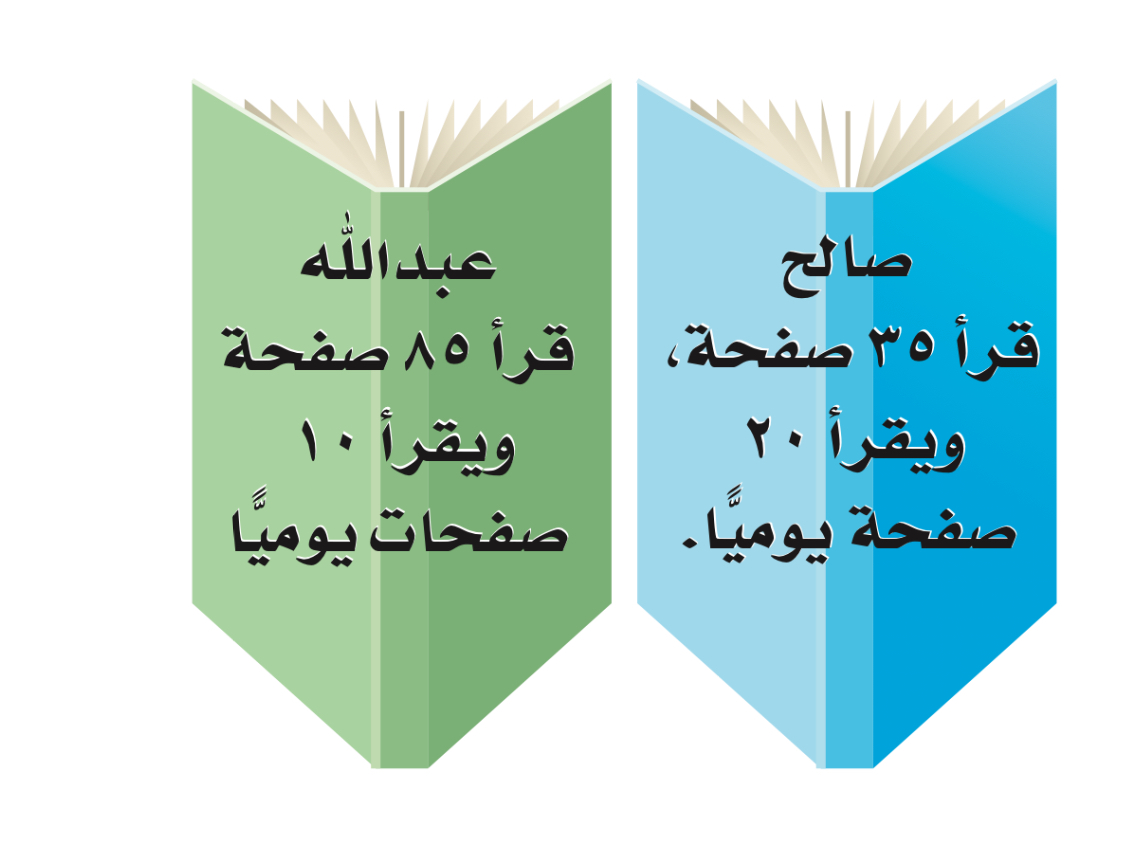 صالح
قرأ ٣٥ صفحة،
ويقرأ ٢٠
صفحة يوميًّا.
عبدالله
قرأ ٨٥ صفحة
ويقرأ ١٠
صفحات يوميًّا